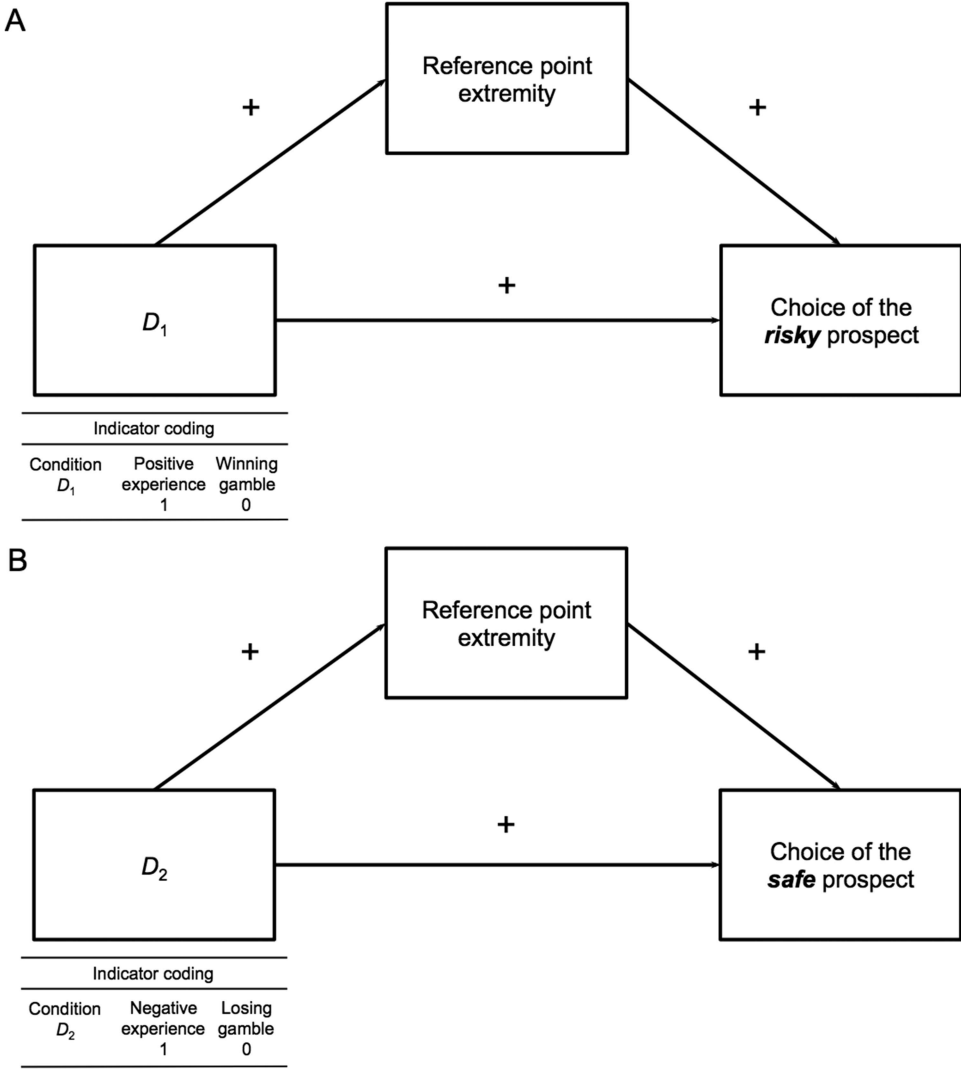 A
Reference point
extremity
+
+
+
D1
Choice of the
risky prospect
Indicator coding
Condition Positive Winning
D1 experience gamble
1 0
B
Reference point
extremity
+
+
+
D2
Choice of the
safe prospect
Indicator coding
Condition Negative Losing
D2 experience gamble
1 0